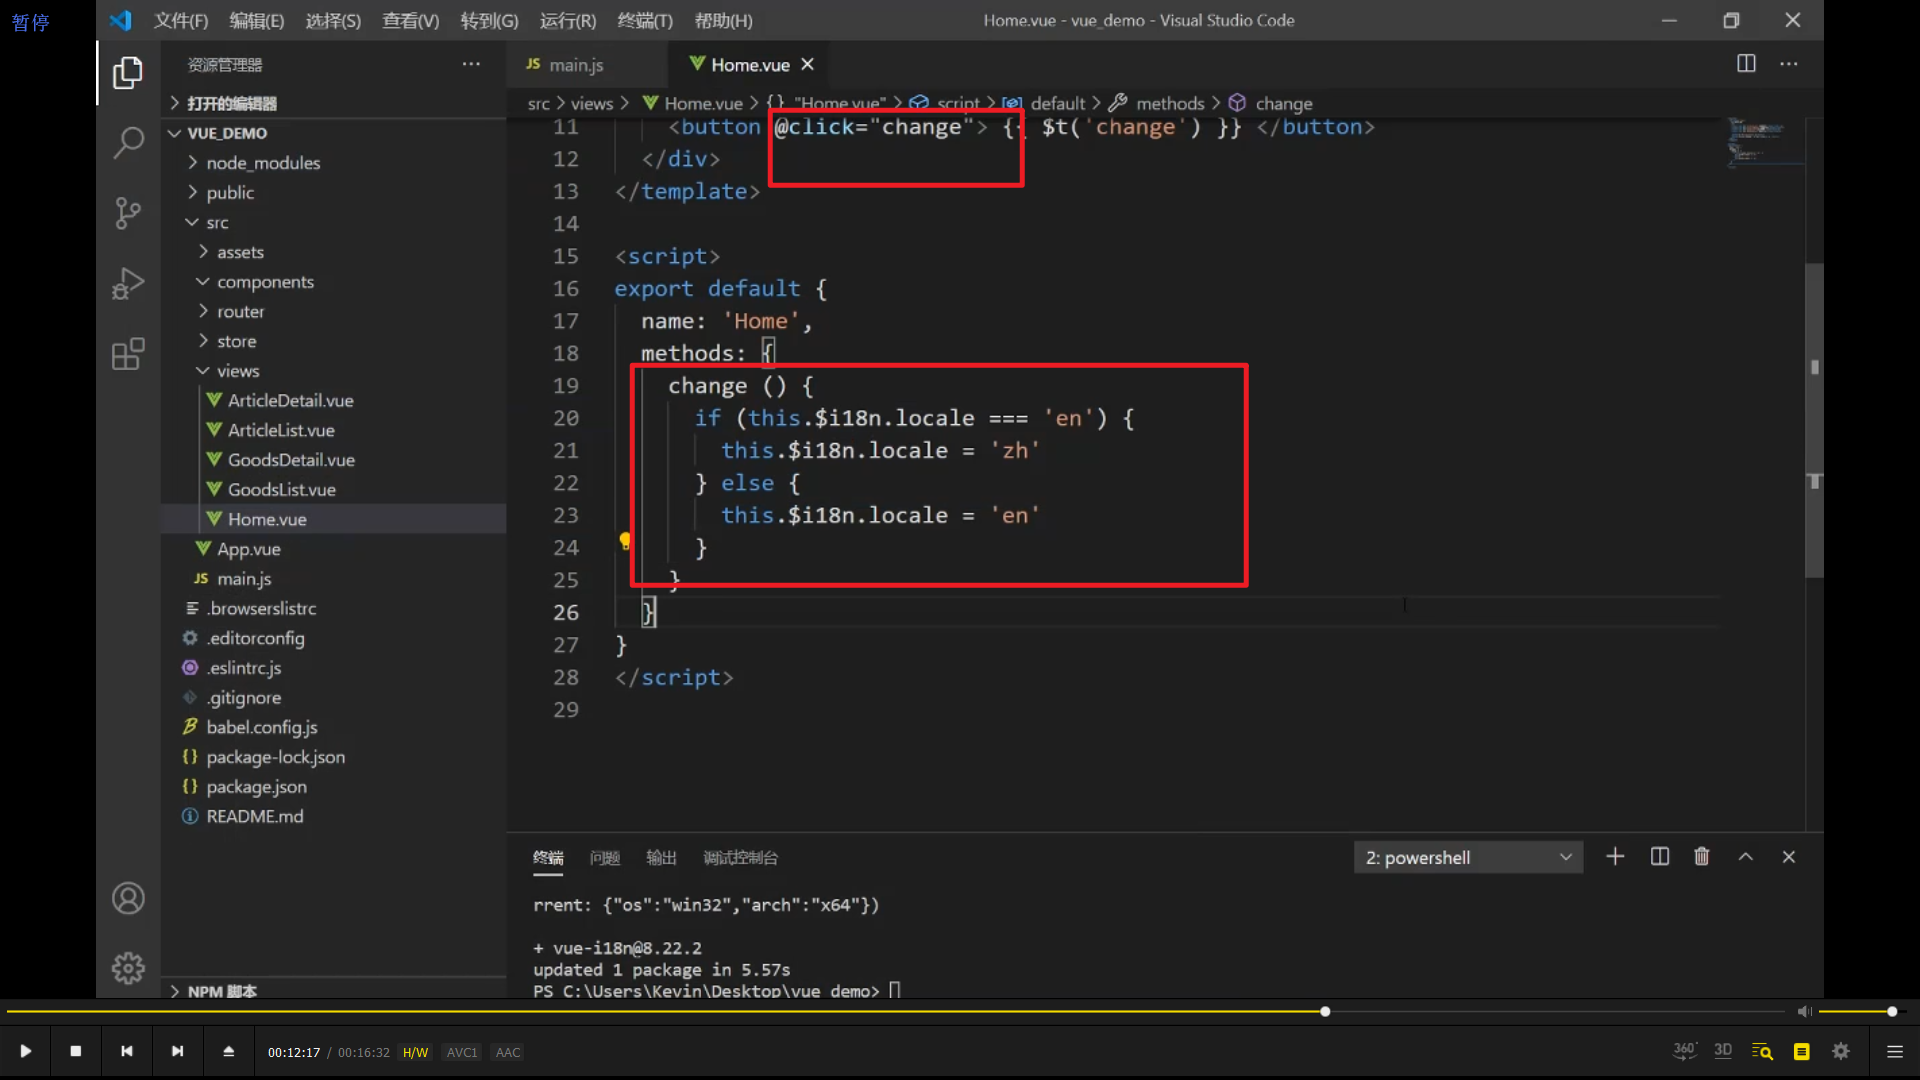 暂停
文件(F) 编辑(E) 选择(S) 查看(V) 转到(G) 运行(R) 终端(T) 帮助(H)
Home.vue - vue_demo - Visual Studio Code
资源管理器
打开的编辑器
VUE_DEMO
node_modules
public
src
assets
components
router
store
views
ArticleDetail.vue
ArticleList.vue
GoodsDetail.vue
GoodsList.vue
Home.vue
App.vue
JS main.js
.browserslistrc
.editorconfig
.eslintrc.js
.gitignore
babel.config.js
{} package-lock.json
{} package.json
README.md
NPM 脚本
JS main.js
Home.vue
src > views > Home.vue > {} "Home.vue" > script > default > methods > change
11 <button @click="change"> {{ $t('change') }} </button>
12 </div>
13 </template>
14
15 <script>
16 export default {
17 name: 'Home',
18 methods: {
19 change () {
20 if (this.$i18n.locale === 'en') {
21 this.$i18n.locale = 'zh'
22 } else {
23 this.$i18n.locale = 'en'
24 }
25 }
26 }
27 }
28 </script>
29
终端 问题 输出 调试控制台
2: powershell
rrent: {"os":"win32","arch":"x64"})
+ vue-i18n@8.22.2
updated 1 package in 5.57s
PS C:\Users\Kevin\Desktop\vue_demo>
00:12:17 / 00:16:32 H/W AVC1 AAC
360° 3D